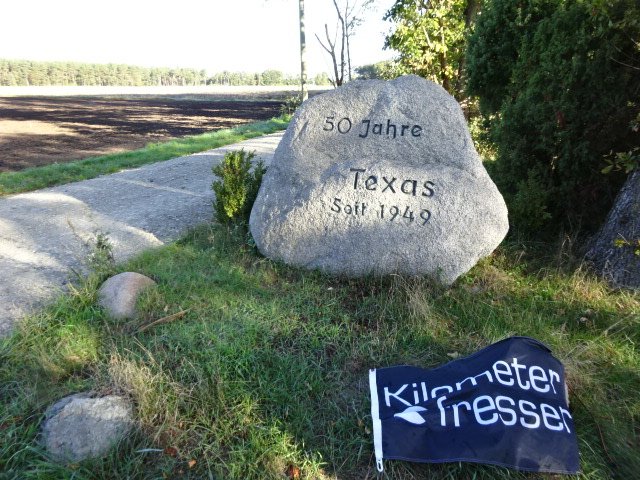 50 Jahre
Texas
Seit 1949
Kilometer
fresser